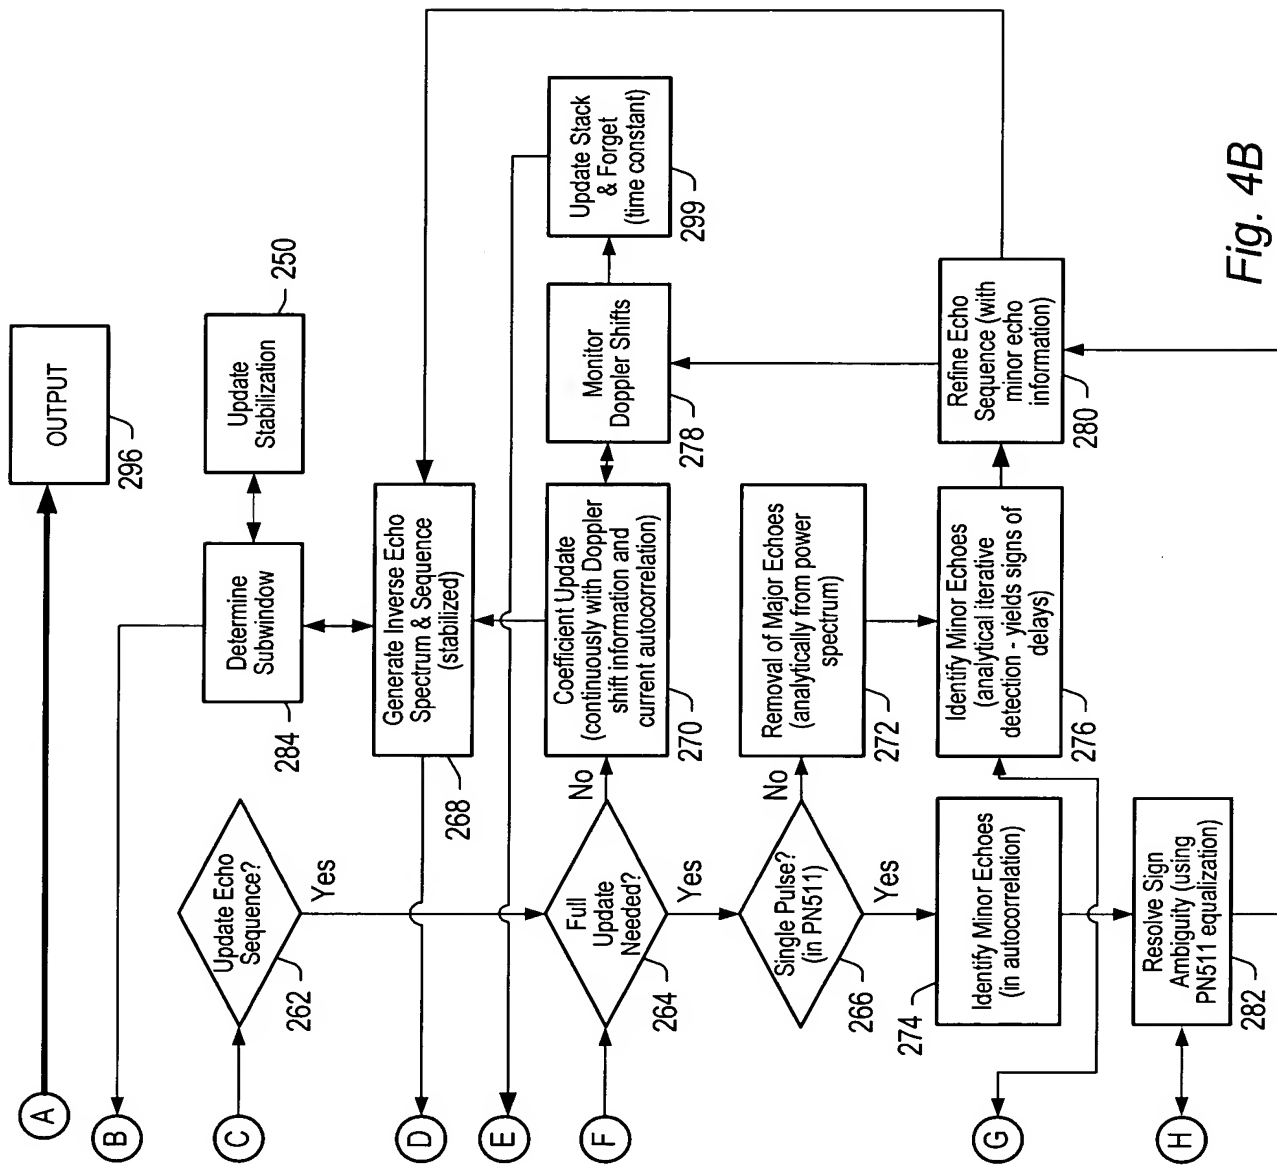 A
OUTPUT
296
B
Determine
Subwindow
284
Update
Stabilization
250
C
Update Echo
Sequence?
262
Yes
D
Generate Inverse Echo
Spectrum & Sequence
(stabilized)
268
E
Update Stack
& Forget
(time constant)
299
F
Full
Update
Needed?
264
No
Yes
Coefficient Update
(continuously with Doppler
shift information and
current autocorrelation)
270
Monitor
Doppler Shifts
278
Single Pulse?
(in PN511)
266
No
Yes
Removal of Major Echoes
(analytically from power
spectrum)
272
Identify Minor Echoes
(in autocorrelation)
274
Identify Minor Echoes
(analytical iterative
detection - yields signs of
delays)
276
Refine Echo
Sequence (with
minor echo
information)
280
G
H
Resolve Sign
Ambiguity (using
PN511 equalization)
282
Fig. 4B